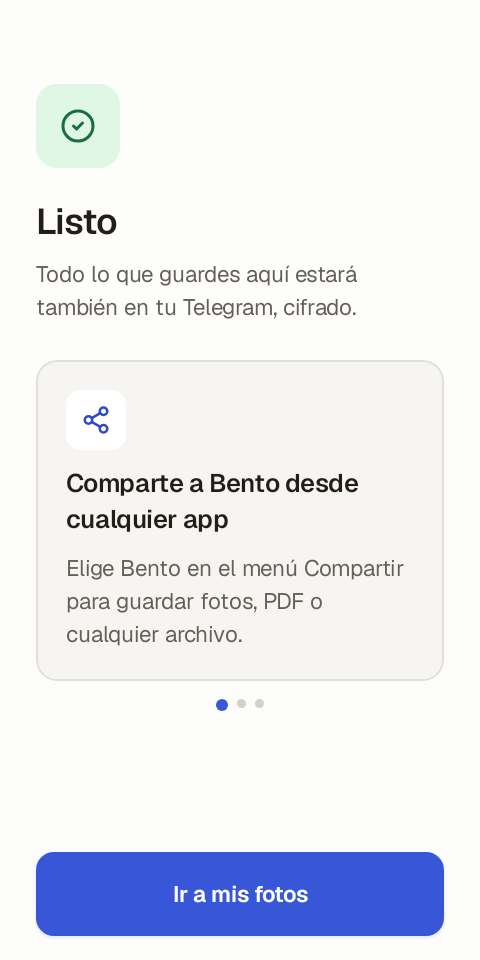 Listo
Todo lo que guardes aquí estará
también en tu Telegram, cifrado.
Comparte a Bento desde
cualquier app
Elige Bento en el menú Compartir
para guardar fotos, PDF o
cualquier archivo.
Ir a mis fotos